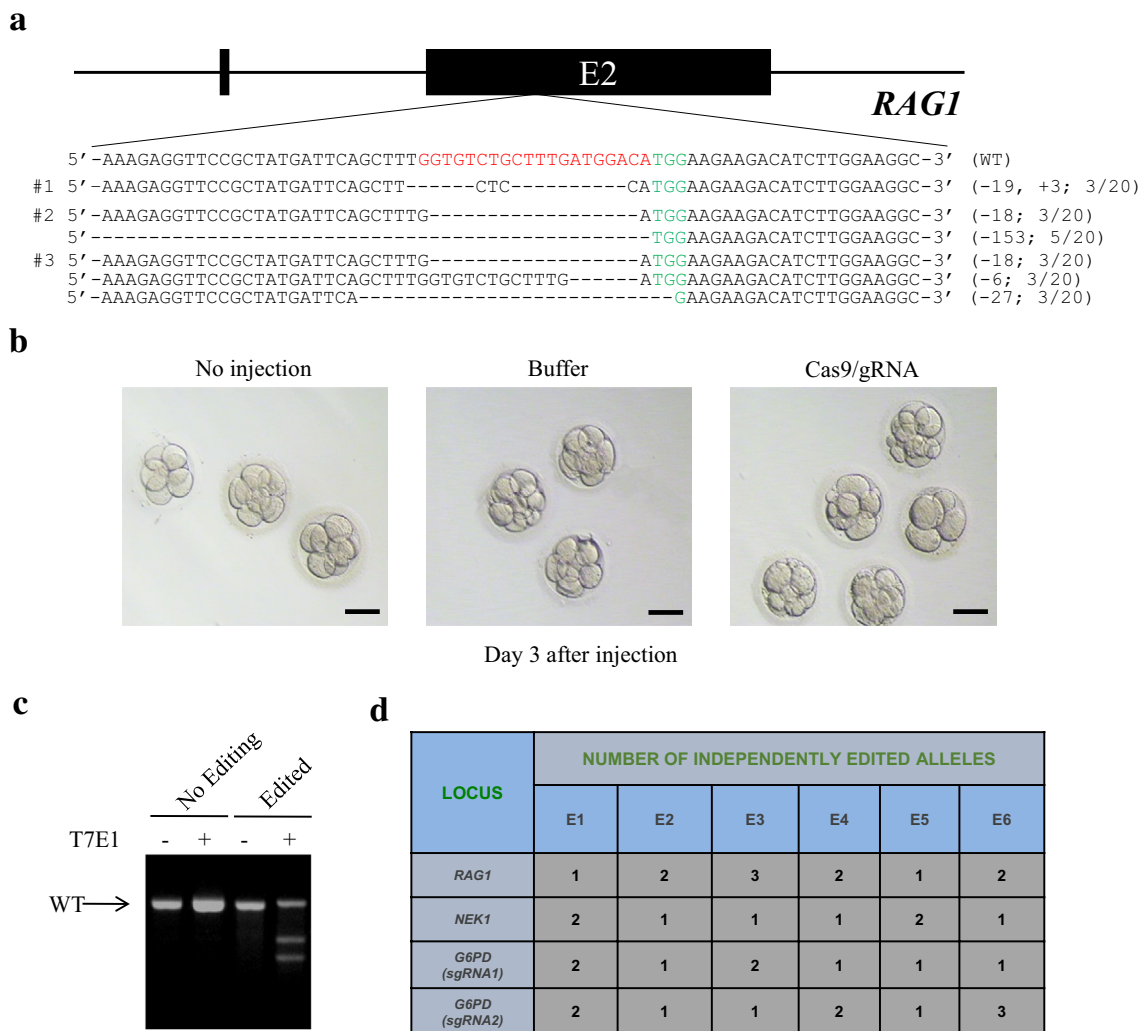 a
E2
RAG1
5’-AAAGAGGTTCCGCTATGATTCAGCTTTGGTGTCTGCTTTGATGGACATGGAAGAAGACATCTTGGAAGGC-3’ (WT)
#1 5’-AAAGAGGTTCCGCTATGATTCAGCTT------CTC----------CATGGAAGAAGACATCTTGGAAGGC-3’ (-19, +3; 3/20)
#2 5’-AAAGAGGTTCCGCTATGATTCAGCTTTG------------------ATGGAAGAAGACATCTTGGAAGGC-3’ (-18; 3/20)
5’------------------------------------------------TGGAAGAAGACATCTTGGAAGGC-3’ (-153; 5/20)
#3 5’-AAAGAGGTTCCGCTATGATTCAGCTTTG------------------ATGGAAGAAGACATCTTGGAAGGC-3’ (-18; 3/20)
5’-AAAGAGGTTCCGCTATGATTCAGCTTTGGTGTCTGCTTTG------ATGGAAGAAGACATCTTGGAAGGC-3’ (-6; 3/20)
5’-AAAGAGGTTCCGCTATGATTCA---------------------------GAAGAAGACATCTTGGAAGGC-3’ (-27; 3/20)
b
No injection Buffer Cas9/gRNA
Day 3 after injection
c
No Editing Edited
T7E1 - + - +
WT
d
LOCUS NUMBER OF INDEPENDENTLY EDITED ALLELES
E1 E2 E3 E4 E5 E6
RAG1 1 2 3 2 1 2
NEK1 2 1 1 1 2 1
G6PD (sgRNA1) 2 1 2 1 1 1
G6PD (sgRNA2) 2 1 1 2 1 3